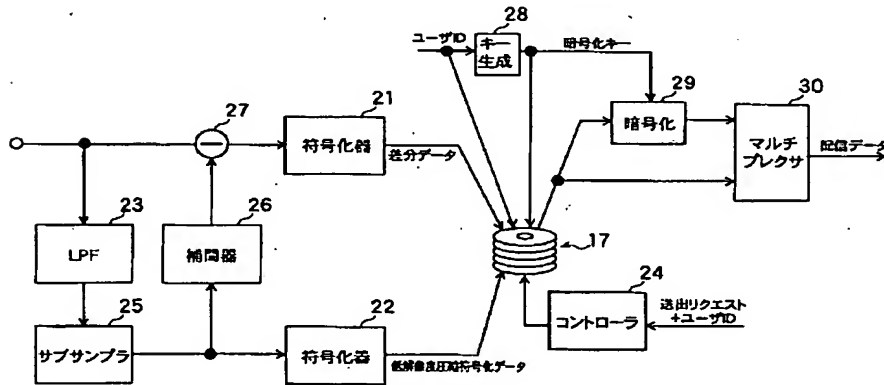 28
ユーザID
キー
生成
暗号化キー
29
暗号化
30
マルチ
プレクサ
配信データ
27
21
符号化器
差分データ
23
LPF
26
補間器
17
25
サブサンプラ
22
符号化器
低解像度圧縮符号化データ
24
コントローラ
送出リクエスト
+ユーザID